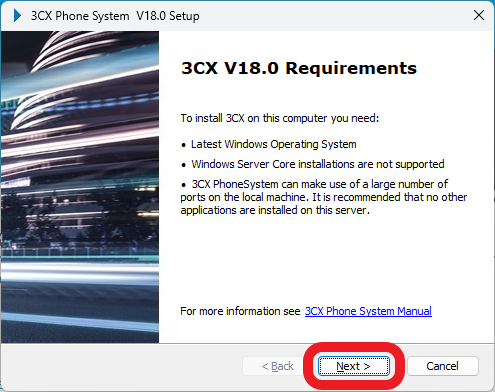 3CX Phone System  V18.0 Setup
3CX V18.0 Requirements
To install 3CX on this computer you need:
• Latest Windows Operating System
• Windows Server Core installations are not supported
• 3CX PhoneSystem can make use of a large number of
ports on the local machine. It is recommended that no other
applications are installed on this server.
For more information see 3CX Phone System Manual
< Back
Next >
Cancel